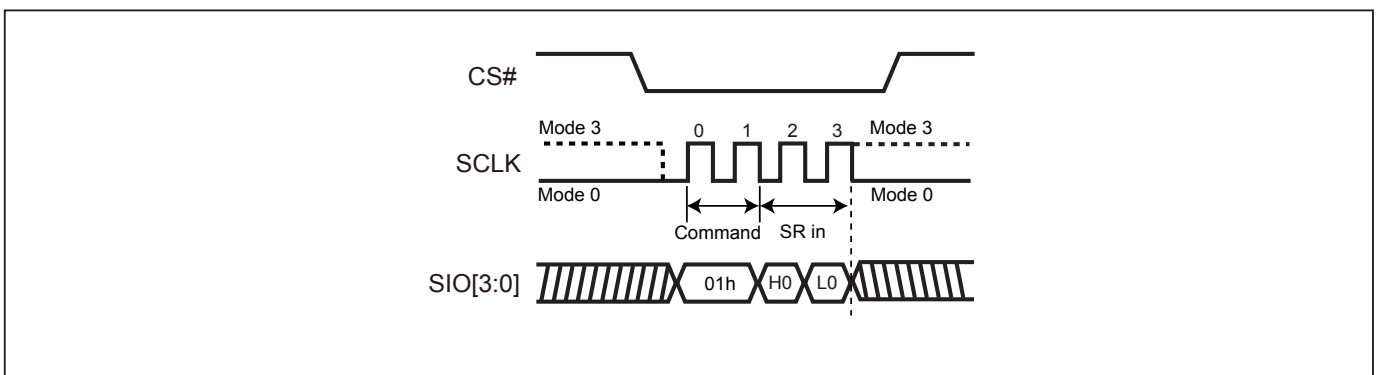 CS#
Mode 3 0 1 2 3 Mode 3
SCLK
Mode 0 Mode 0
Command SR in
SIO[3:0] 01h H0 L0